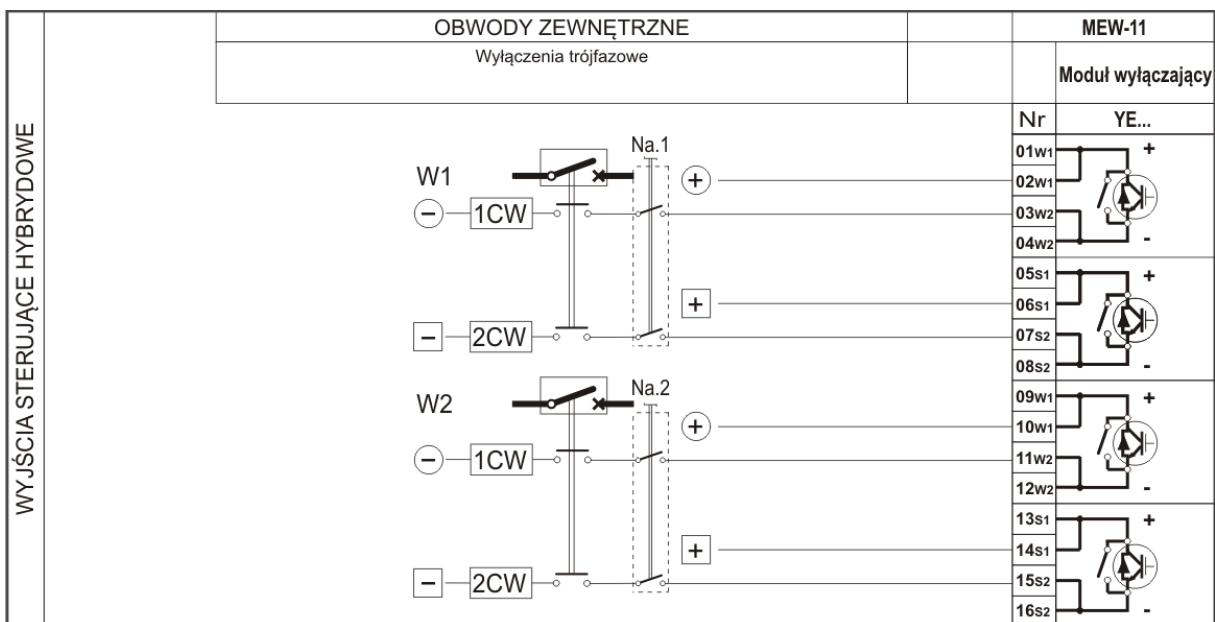 OBWODY ZEWNĘTRZNE
MEW-11
Wyłączenia trójfazowe
Moduł wyłączający
Nr
YE...
WYJŚCIA STERUJĄCE HYBRYDOWE
Na.1
W1
+
01w1
+
02w1
-
1CW
03w2
04w2
-
05s1
+
+
06s1
-
2CW
07s2
08s2
-
Na.2
W2
09w1
+
+
10w1
-
1CW
11w2
12w2
-
13s1
+
+
14s1
-
2CW
15s2
16s2
-